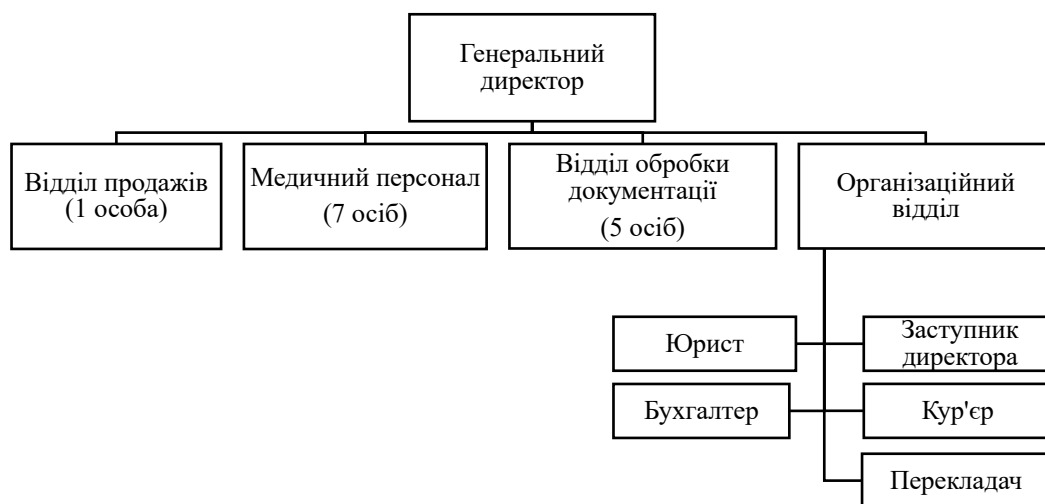 Генеральний
директор
Відділ продажів
(1 особа)
Медичний персонал
(7 осіб)
Відділ обробки
документації
(5 осіб)
Організаційний
відділ
Юрист
Заступник
директора
Бухгалтер
Кур'єр
Перекладач